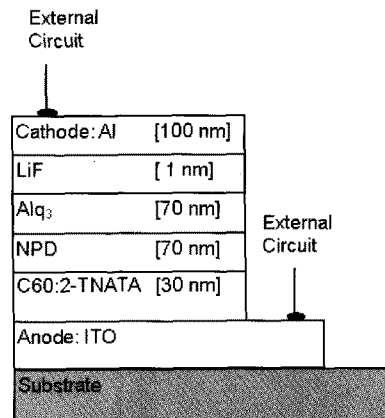 External
Circuit
Cathode: Al [100 nm]
LiF [ 1 nm]
Alq₃ [70 nm]
NPD [70 nm]
C60:2-TNATA [30 nm]
External
Circuit
Anode: ITO
Substrate